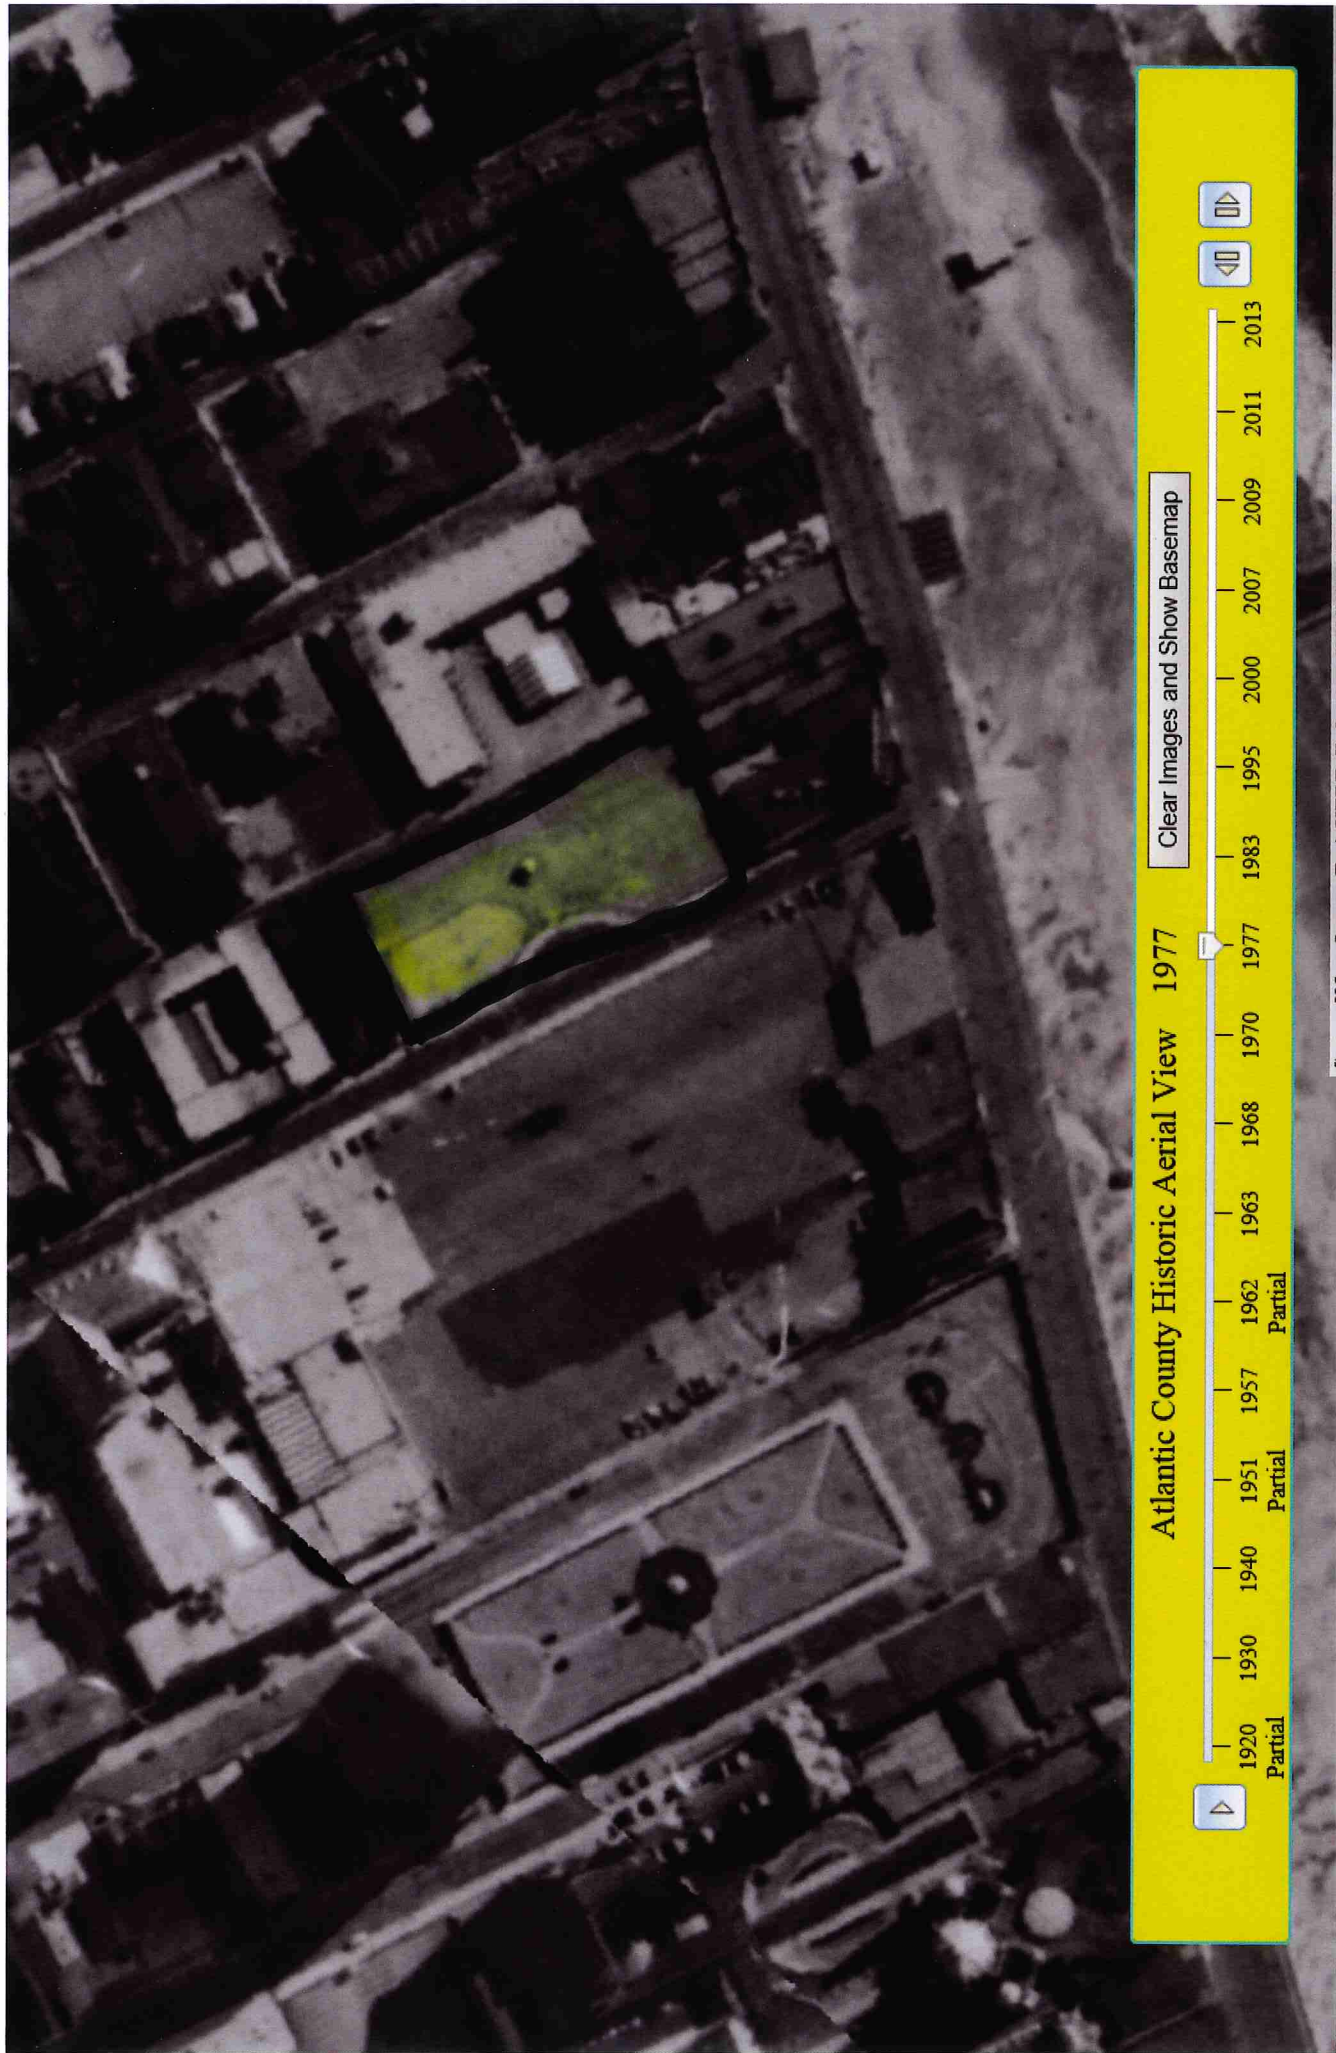 Atlantic County Historic Aerial View 1977
Clear Images and Show Basemap
1920 1930 1940 1951 1957 1962 1963 1968 1970 1977 1983 1995 2000 2007 2009 2011 2013
Partial Partial Partial